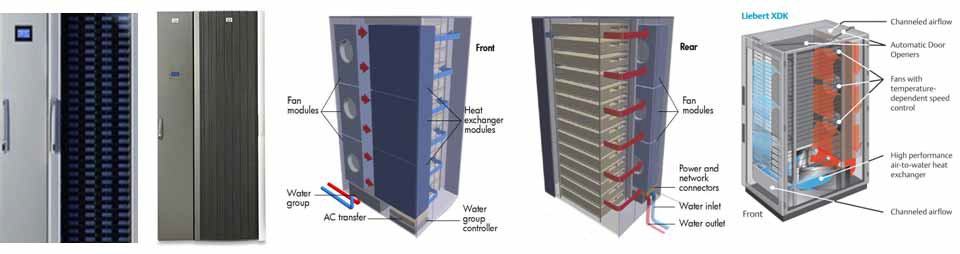 Front
Fan
modules
Heat
exchanger
modules
Water
group
AC transfer
Water
group
controller
Rear
Fan
modules
Power and
network
connectors
Water inlet
Water outlet
Liebert XDK
Channeled airflow
Automatic Door
Openers
Fans with
temperature-
dependent speed
control
High performance
air-to-water heat
exchanger
Channeled airflow
Front